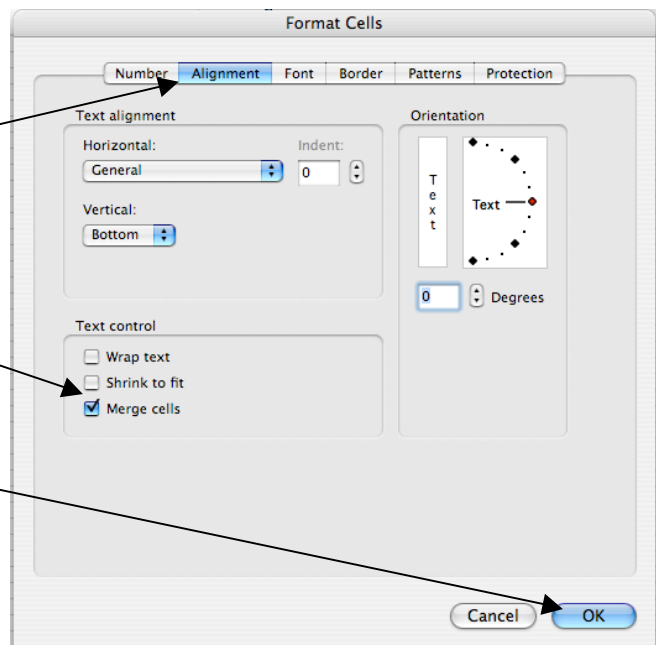 Format Cells
Number Alignment Font Border Patterns Protection
Text alignment
Horizontal: Indent:
General 0
Vertical:
Bottom
Orientation
Text
Text
0 Degrees
Text control
Wrap text
Shrink to fit
Merge cells
Cancel OK